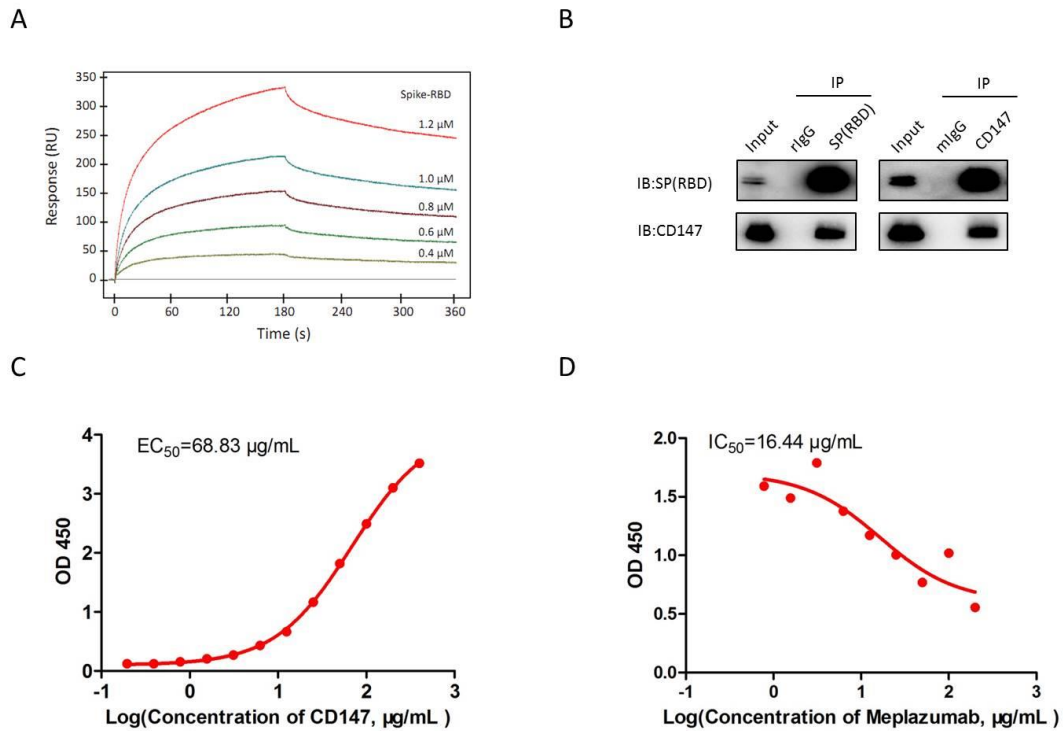 A
350
300
250
200
150
100
50
0
Response (RU)
Spike-RBD
1.2 µM
1.0 µM
0.8 µM
0.6 µM
0.4 µM
0 60 120 180 240 300 360
Time (s)
B
IP IP
Input rIgG SP(RBD) Input mIgG CD147
IB:SP(RBD)
IB:CD147
C
EC50=68.83 µg/mL
4
3
2
1
0
OD 450
-1 0 1 2 3
Log(Concentration of CD147, µg/mL )
D
IC50=16.44 µg/mL
2.0
1.5
1.0
0.5
0.0
OD 450
-1 0 1 2 3
Log(Concentration of Meplazumab, µg/mL )